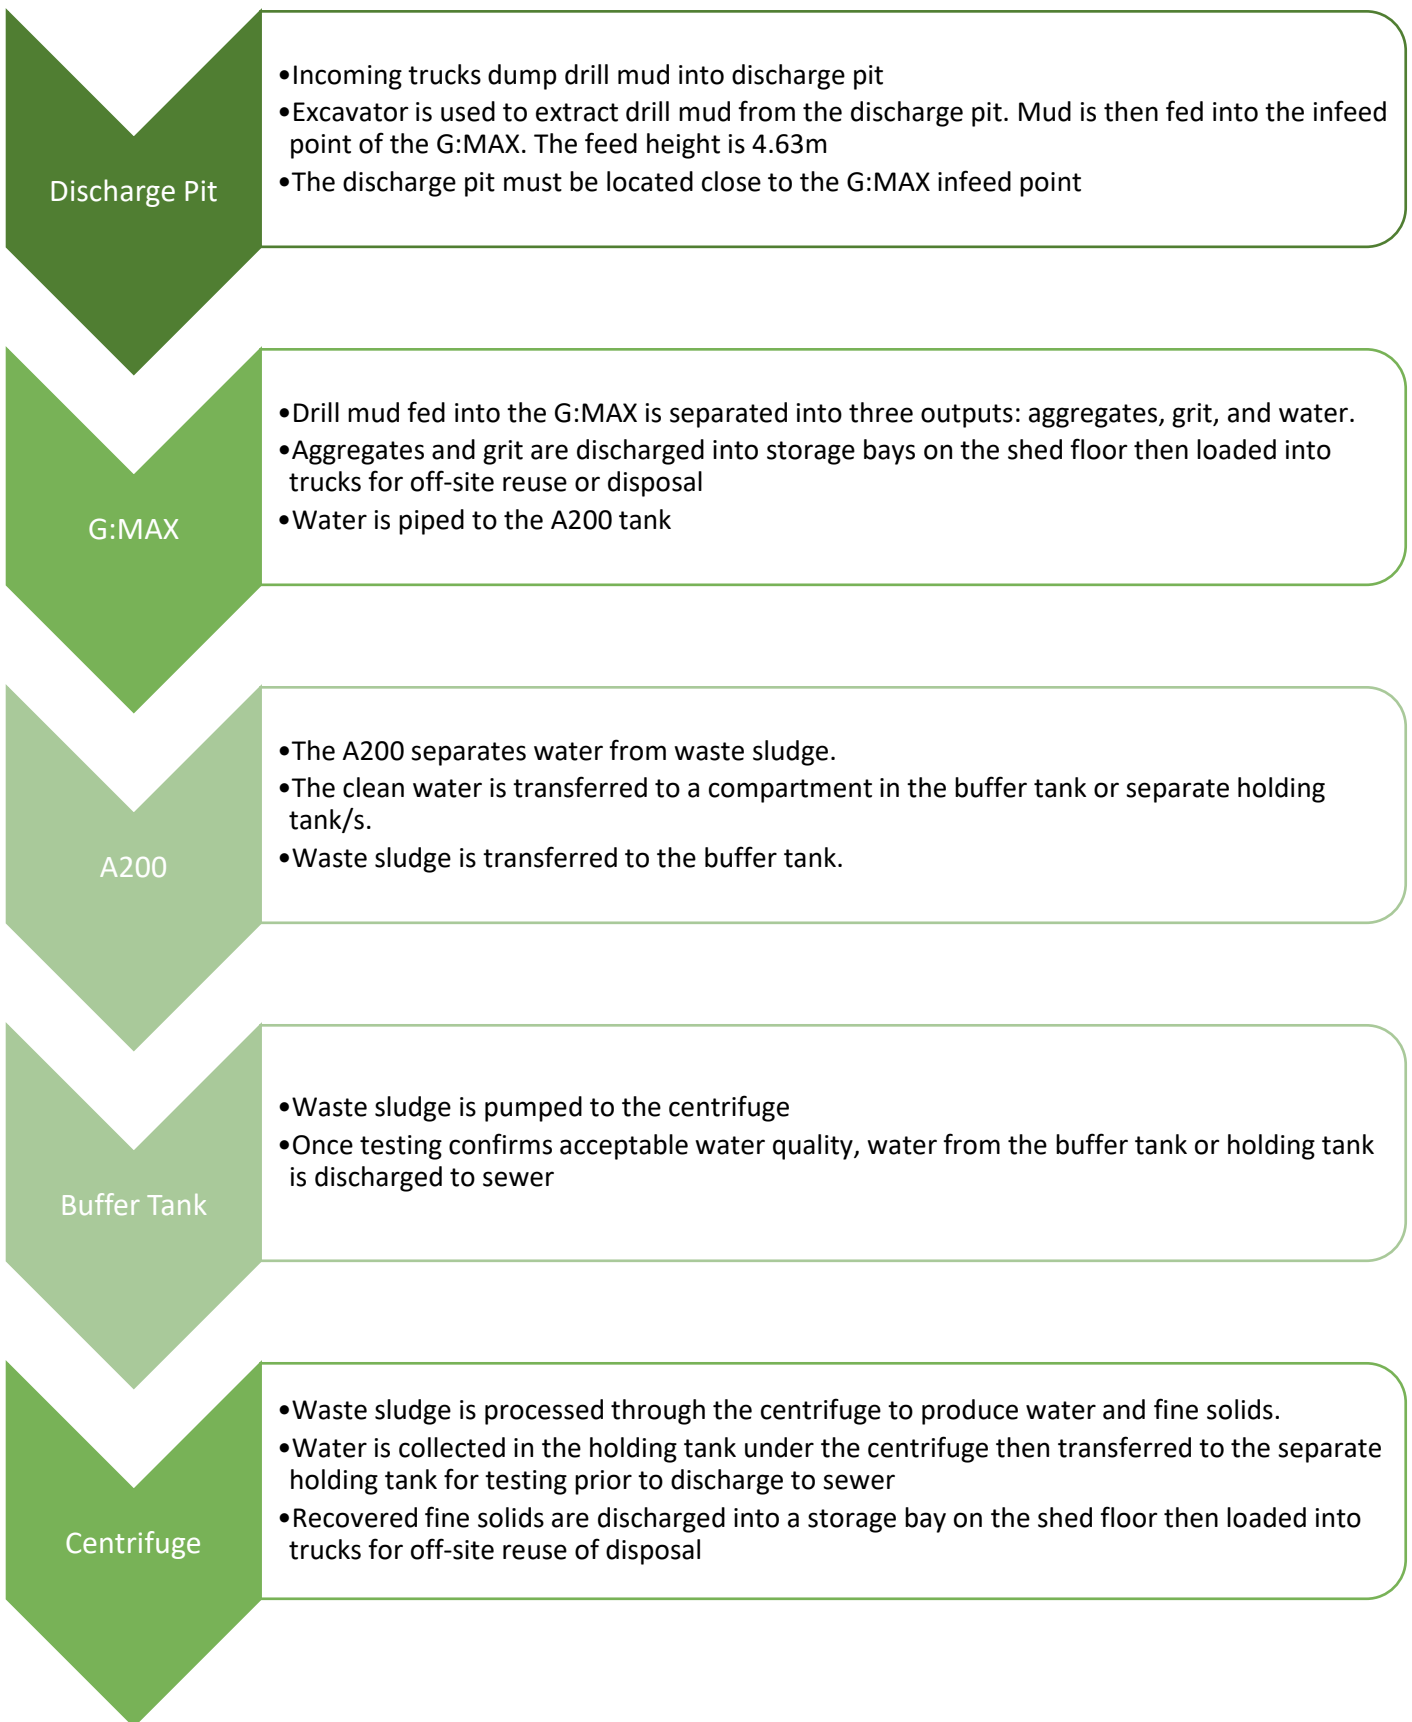 Discharge Pit
•Incoming trucks dump drill mud into discharge pit
•Excavator is used to extract drill mud from the discharge pit. Mud is then fed into the infeed
point of the G:MAX. The feed height is 4.63m
•The discharge pit must be located close to the G:MAX infeed point
G:MAX
•Drill mud fed into the G:MAX is separated into three outputs: aggregates, grit, and water.
•Aggregates and grit are discharged into storage bays on the shed floor then loaded into
trucks for off-site reuse or disposal
•Water is piped to the A200 tank
A200
•The A200 separates water from waste sludge.
•The clean water is transferred to a compartment in the buffer tank or separate holding
tank/s.
•Waste sludge is transferred to the buffer tank.
Buffer Tank
•Waste sludge is pumped to the centrifuge
•Once testing confirms acceptable water quality, water from the buffer tank or holding tank
is discharged to sewer
Centrifuge
•Waste sludge is processed through the centrifuge to produce water and fine solids.
•Water is collected in the holding tank under the centrifuge then transferred to the separate
holding tank for testing prior to discharge to sewer
•Recovered fine solids are discharged into a storage bay on the shed floor then loaded into
trucks for off-site reuse of disposal